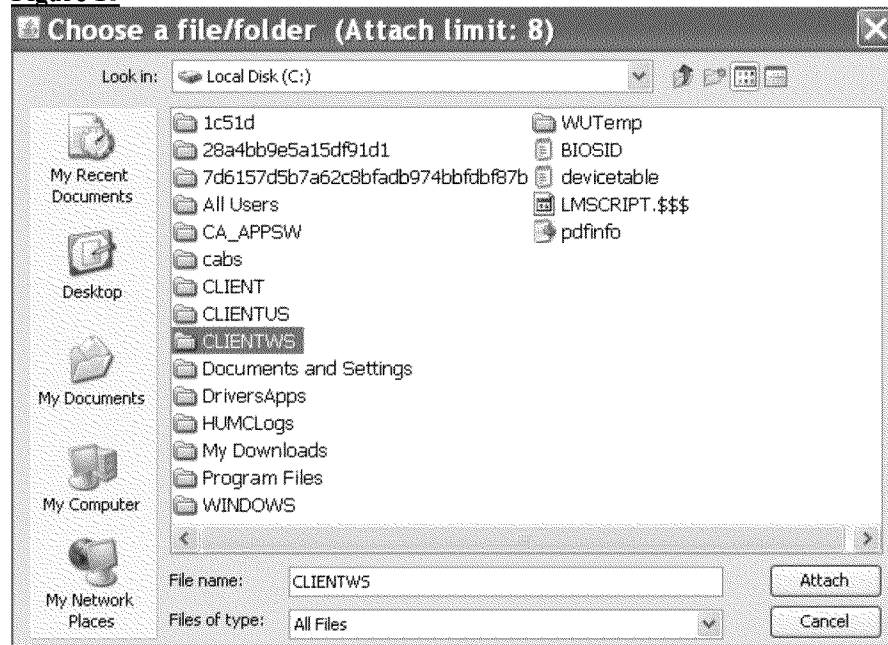 Choose a file/folder (Attach limit: 8)
Look in: Local Disk (C:)
My Recent
Documents
Desktop
My Documents
My Computer
My Network
Places
1c51d
28a4bb9e5a15df91d1
7d6157d5b7a62c8bfadb974bbfdbf87b
All Users
CA_APPSW
cabs
CLIENT
CLIENTUS
CLIENTWS
Documents and Settings
DriversApps
HUMCLogs
My Downloads
Program Files
WINDOWS
WUTemp
BIOSID
devicetable
LMSCRIPT.$$$
pdfinfo
File name: CLIENTWS
Attach
Files of type: All Files
Cancel